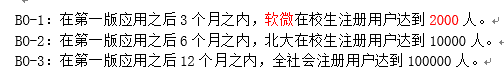 BO-1：在第一版应用之后 3 个月之内，软微在校生注册用户达到 2000 人。
BO-2：在第一版应用之后 6 个月之内，北大在校生注册用户达到 10000 人。
BO-3：在第一版应用之后 12 个月之内，全社会注册用户达到 100000 人。